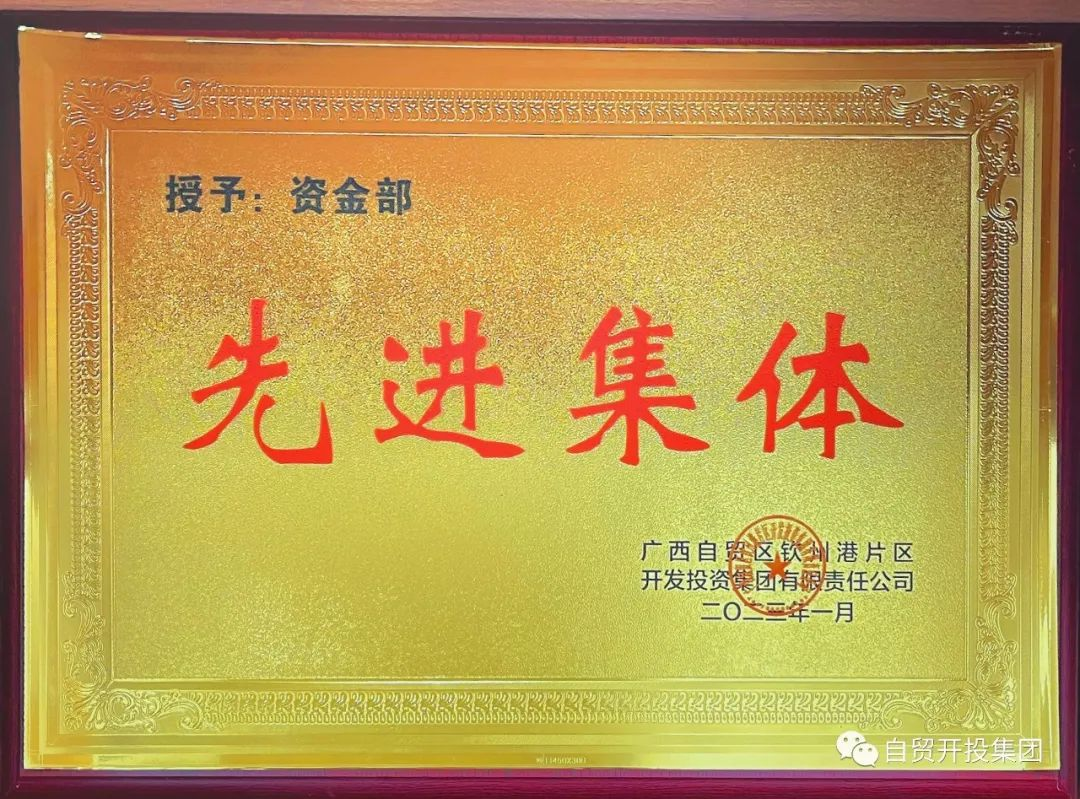 授予：资金部
先进集体
广西自贸区钦州港片区
开发投资集团有限责任公司
二〇二三年一月
自贸开投集团